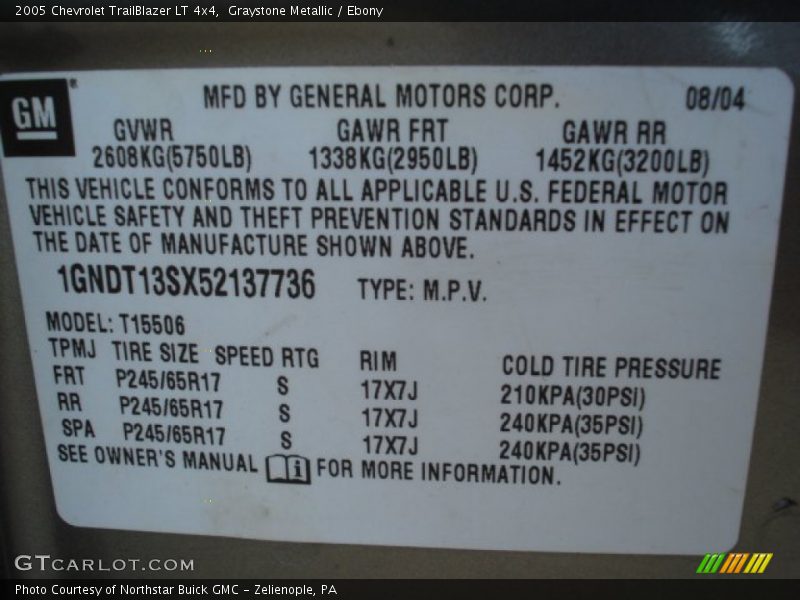 2005 Chevrolet TrailBlazer LT 4x4, Graystone Metallic / Ebony
GM ®
MFD BY GENERAL MOTORS CORP. 08/04
GVWR GAWR FRT GAWR RR
2608KG(5750LB) 1338KG(2950LB) 1452KG(3200LB)
THIS VEHICLE CONFORMS TO ALL APPLICABLE U.S. FEDERAL MOTOR
VEHICLE SAFETY AND THEFT PREVENTION STANDARDS IN EFFECT ON
THE DATE OF MANUFACTURE SHOWN ABOVE.
1GNDT13SX52137736 TYPE: M.P.V.
MODEL: T15506
TPMJ TIRE SIZE SPEED RTG RIM COLD TIRE PRESSURE
FRT P245/65R17 S 17X7J 210KPA(30PSI)
RR P245/65R17 S 17X7J 240KPA(35PSI)
SPA P245/65R17 S 17X7J 240KPA(35PSI)
SEE OWNER'S MANUAL i FOR MORE INFORMATION.
GTCARLOT.COM
Photo Courtesy of Northstar Buick GMC - Zelienople, PA